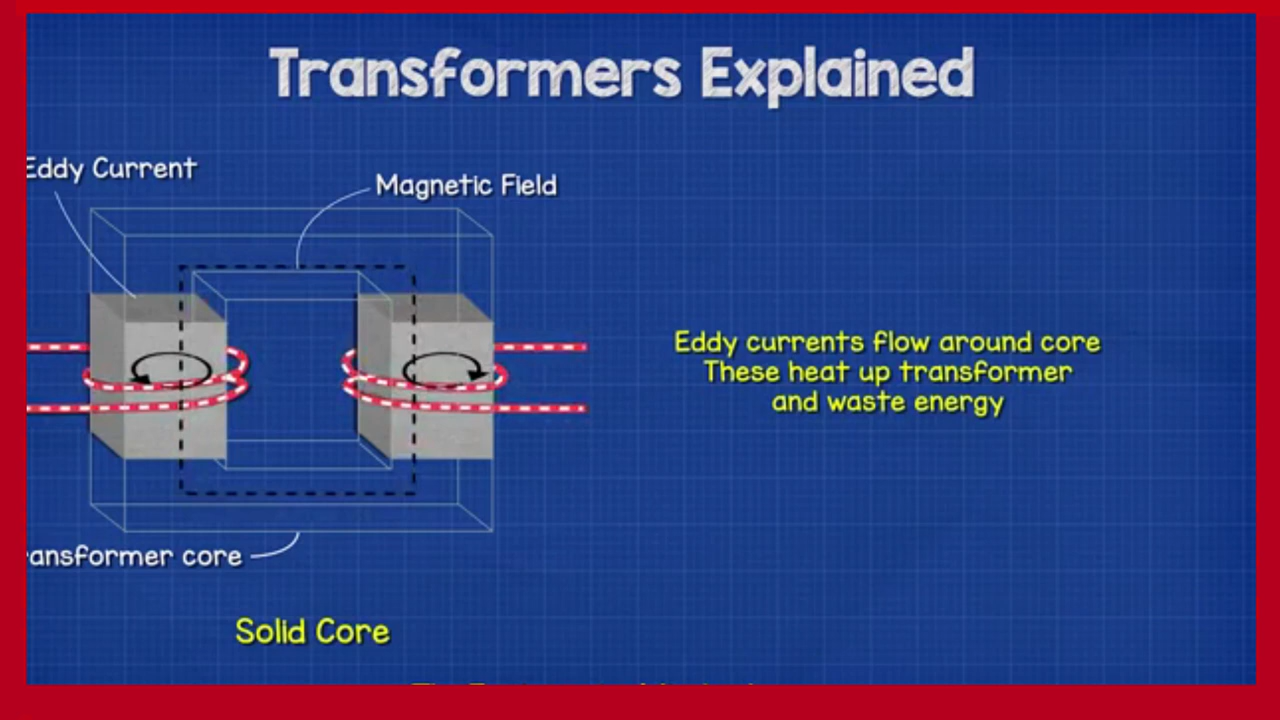 Transformers Explained
Eddy Current
Magnetic Field
Eddy currents flow around core
These heat up transformer
and waste energy
ransformer core
Solid Core